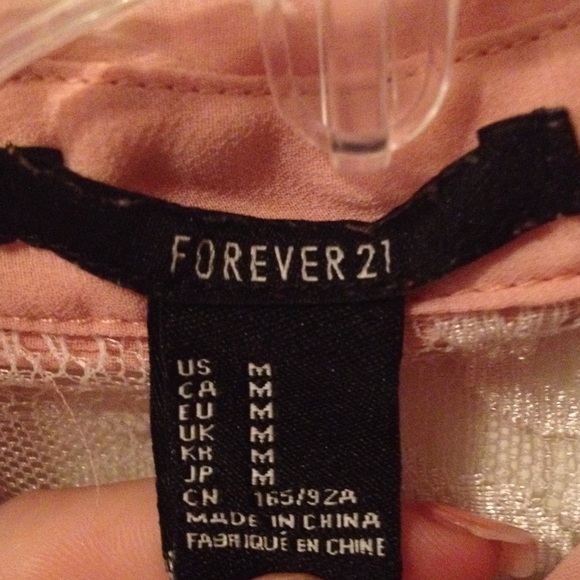 FOREVER 21
US M
CA M
EU M
UK M
KR M
JP M
CN 165/92A
MADE IN CHINA
FABRIQUÉ EN CHINE